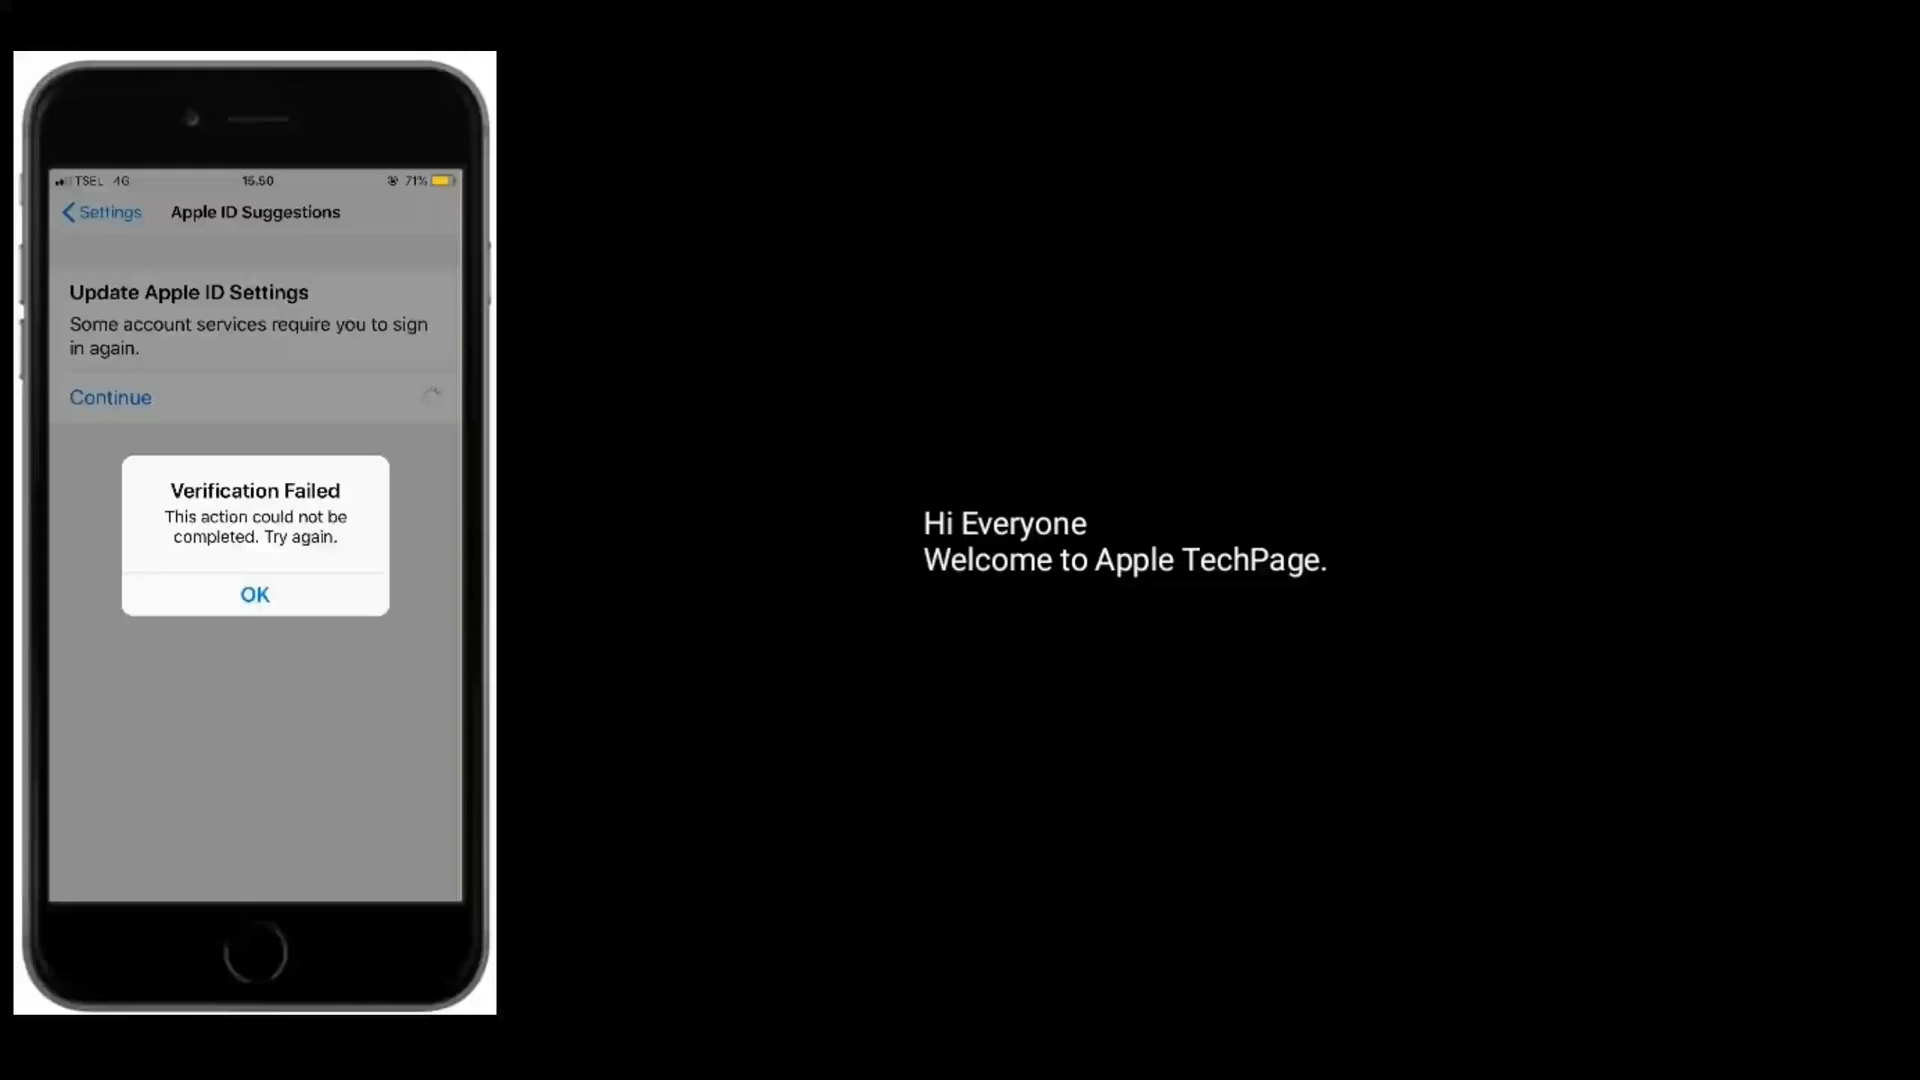 TSEL 4G 15.50 71%
Settings Apple ID Suggestions
Update Apple ID Settings
Some account services require you to sign
in again.
Continue
Verification Failed
This action could not be
completed. Try again.
OK
Hi Everyone
Welcome to Apple TechPage.